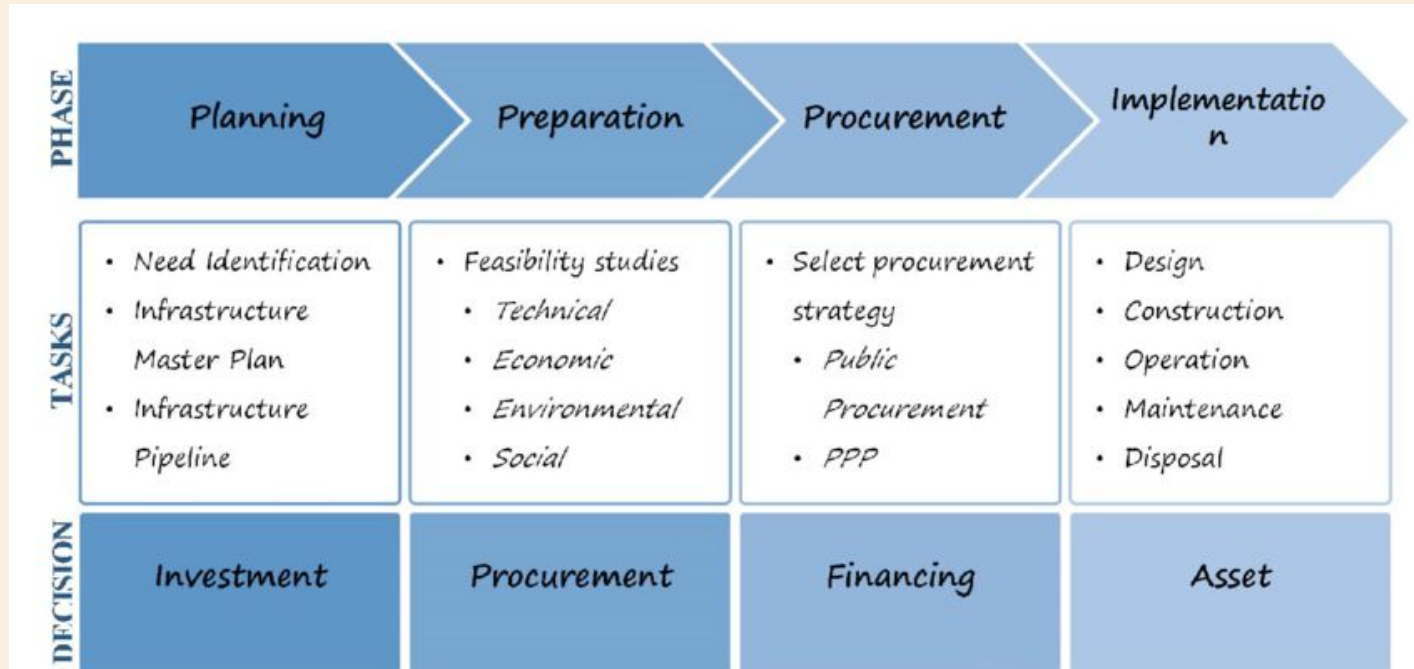 PHASE
Planning
Preparation
Procurement
Implementatio
n
TASKS
• Need Identification
• Infrastructure
Master Plan
• Infrastructure
Pipeline
• Feasibility studies
• Technical
• Economic
• Environmental
• Social
• Select procurement
strategy
• Public
Procurement
• PPP
• Design
• Construction
• Operation
• Maintenance
• Disposal
DECISION
Investment
Procurement
Financing
Asset